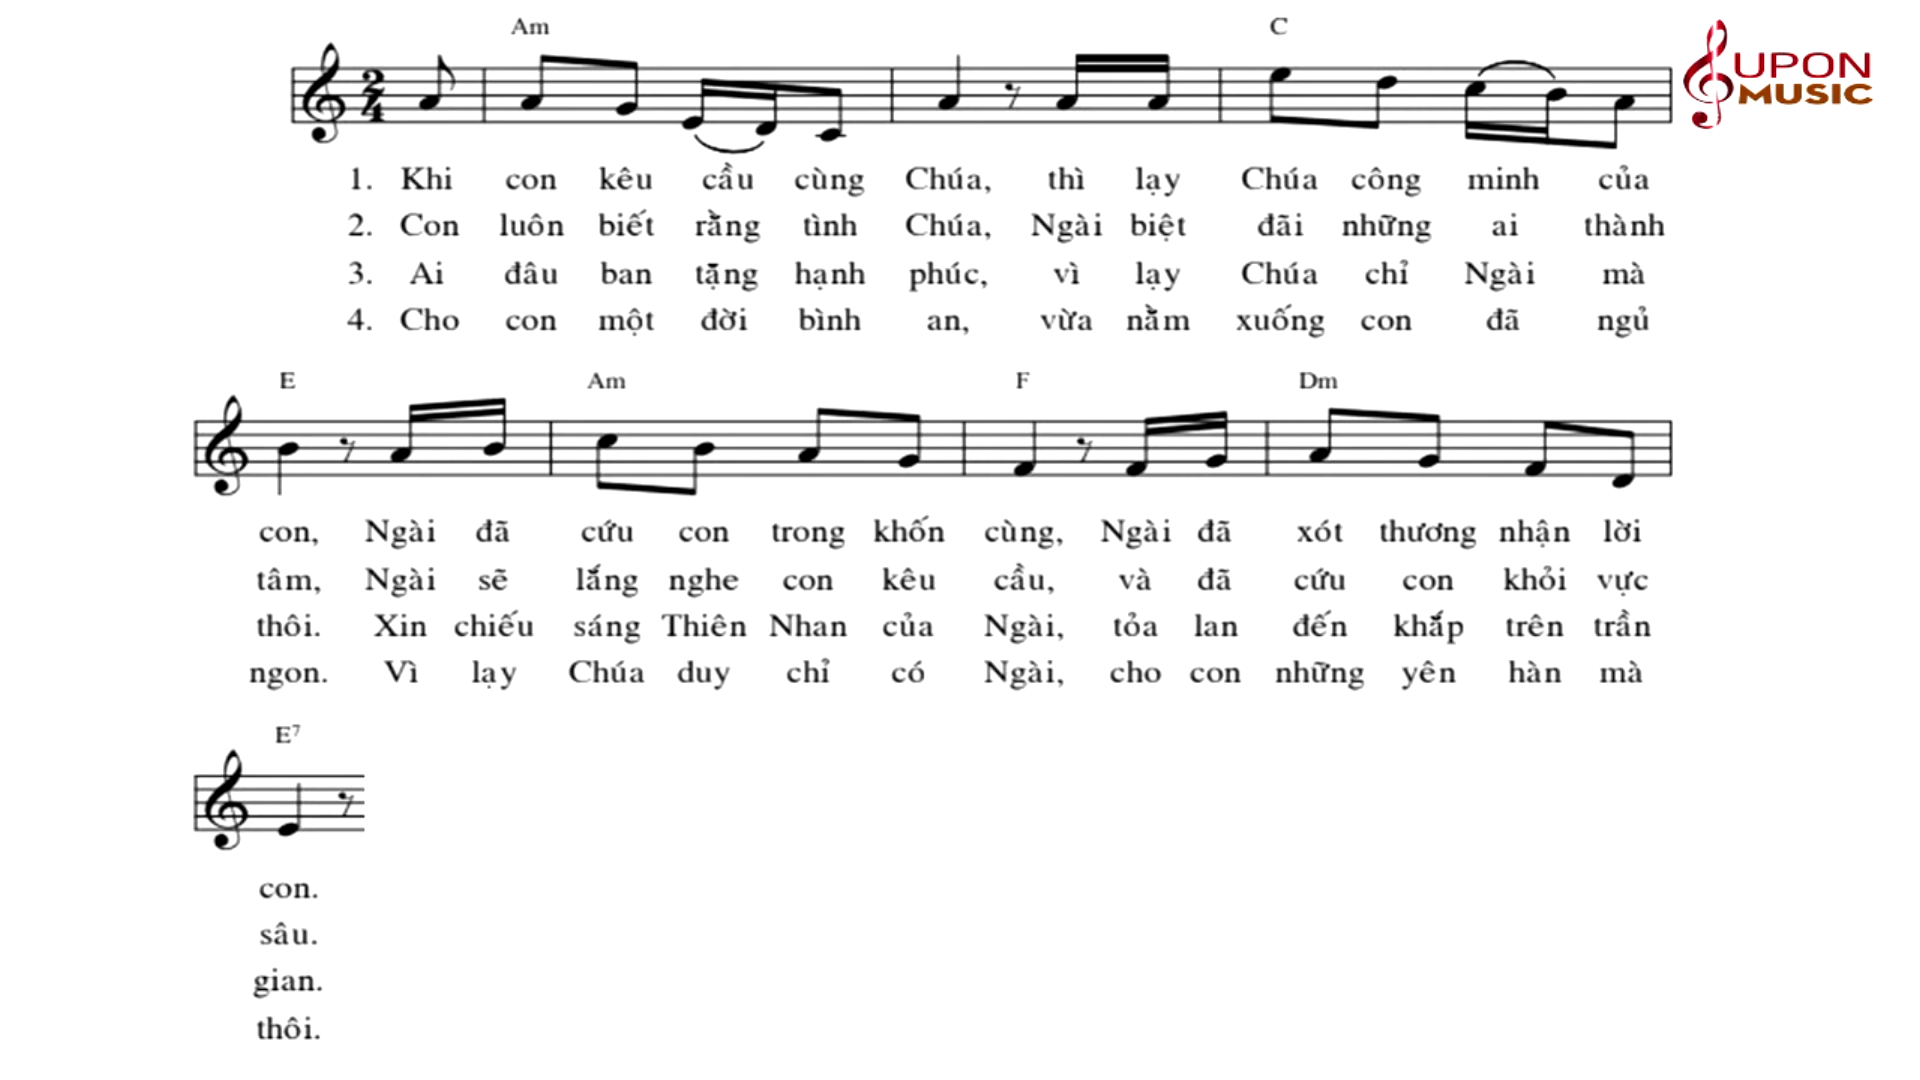 Am C
UPON
MUSIC
2
4
1. Khi con kêu cầu cùng Chúa, thì lạy Chúa công minh của
2. Con luôn biết rằng tình Chúa, Ngài biệt đãi những ai thành
3. Ai đâu ban tặng hạnh phúc, vì lạy Chúa chỉ Ngài mà
4. Cho con một đời bình an, vừa nằm xuống con đã ngủ
E Am F Dm
con, Ngài đã cứu con trong khốn cùng, Ngài đã xót thương nhận lời
tâm, Ngài sẽ lắng nghe con kêu cầu, và đã cứu con khỏi vực
thôi. Xin chiếu sáng Thiên Nhan của Ngài, tỏa lan đến khắp trên trần
ngon. Vì lạy Chúa duy chỉ có Ngài, cho con những yên hàn mà
E7
con.
sâu.
gian.
thôi.